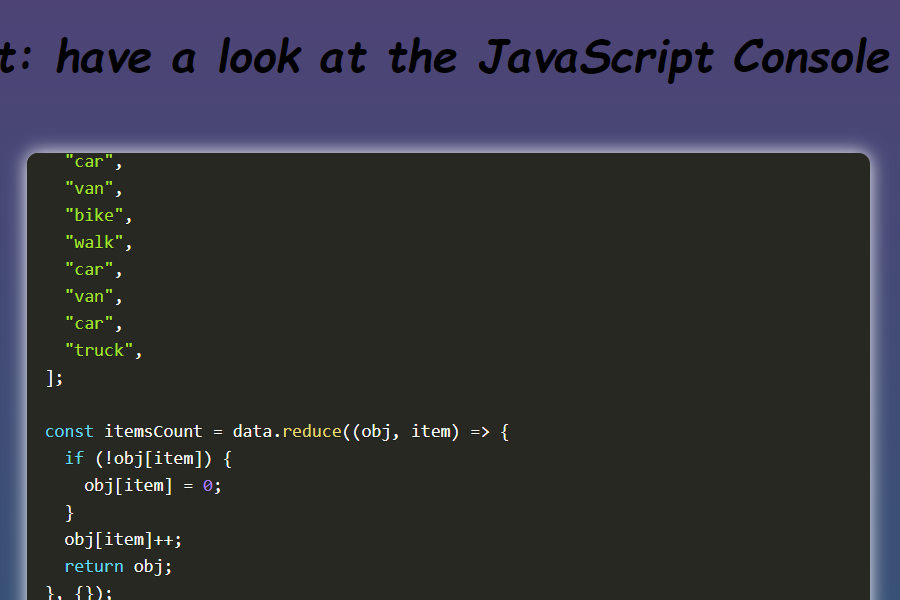 t: have a look at the JavaScript Console
"car",
"van",
"bike",
"walk",
"car",
"van",
"car",
"truck",
];
const itemsCount = data.reduce((obj, item) => {
if (!obj[item]) {
obj[item] = 0;
}
obj[item]++;
return obj;
}, {});